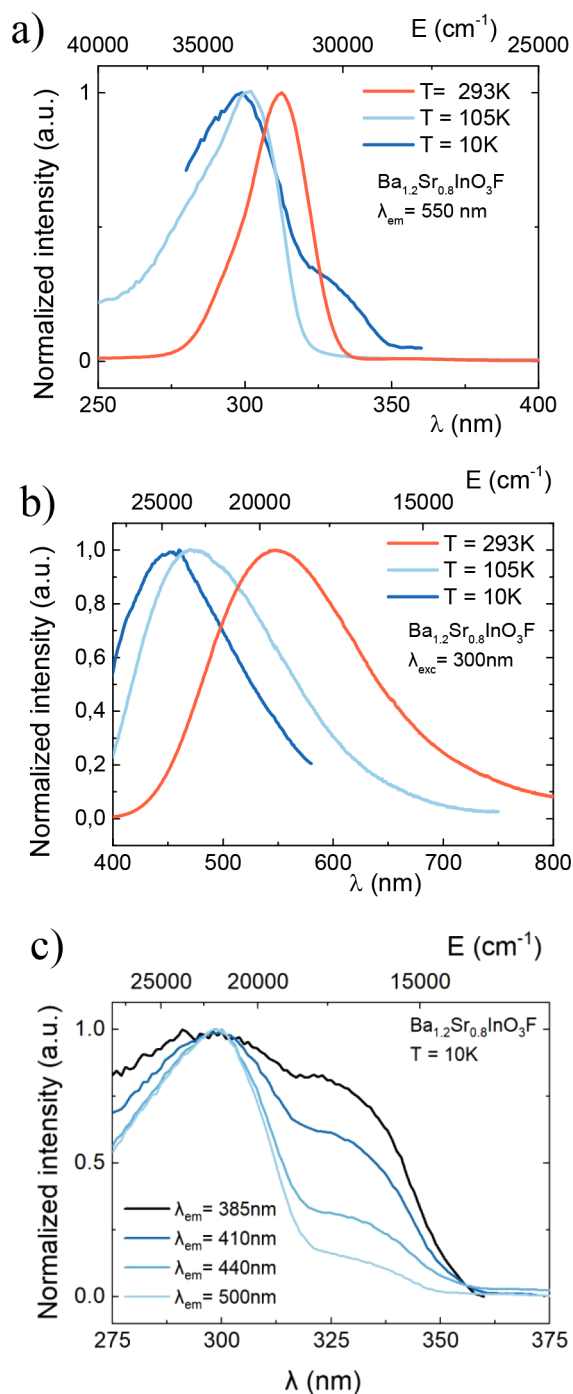 a)
E (cm⁻¹)
40000 35000 30000 25000
Normalized intensity (a.u.)
1
0
T= 293K
T = 105K
T = 10K
Ba₁.₂Sr₀.₈InO₃F
λem= 550 nm
250 300 350 400
λ (nm)
b)
E (cm⁻¹)
25000 20000 15000
Normalized intensity (a.u.)
1,0
0,8
0,6
0,4
0,2
0,0
T = 293K
T = 105K
T = 10K
Ba₁.₂Sr₀.₈InO₃F
λexc= 300nm
400 500 600 700 800
λ (nm)
c)
E (cm⁻¹)
25000 20000 15000
Normalized intensity (a.u.)
1.0
0.5
0.0
Ba₁.₂Sr₀.₈InO₃F
T = 10K
λem= 385nm
λem= 410nm
λem= 440nm
λem= 500nm
275 300 325 350 375
λ (nm)